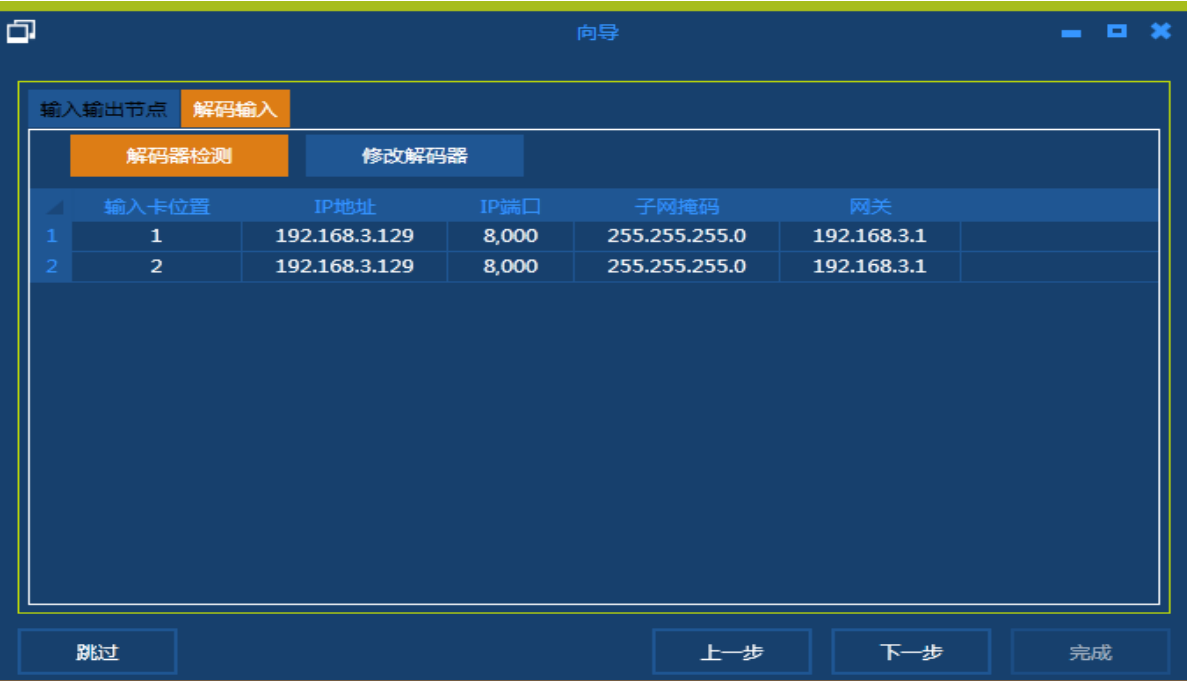 向导
输入输出节点 解码输入
解码器检测 修改解码器
输入卡位置 IP地址 IP端口 子网掩码 网关
1 1 192.168.3.129 8,000 255.255.255.0 192.168.3.1
2 2 192.168.3.129 8,000 255.255.255.0 192.168.3.1
跳过 上一步 下一步 完成